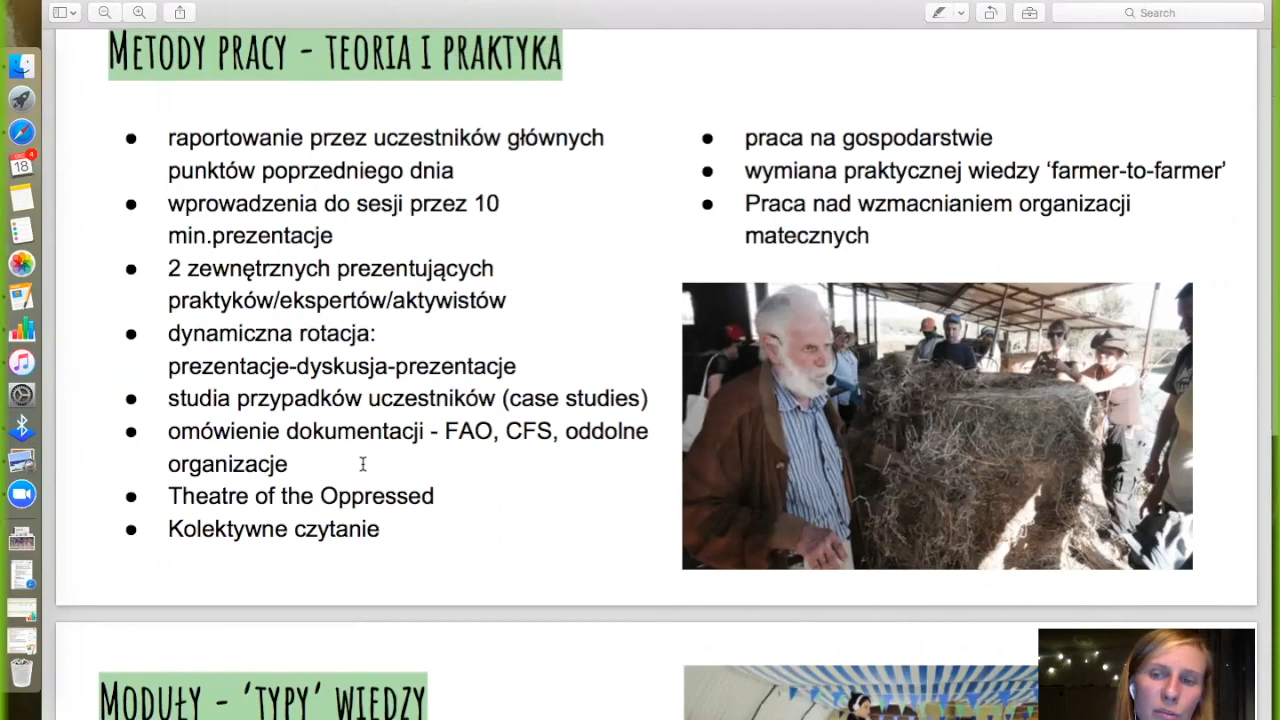 Search
METODY PRACY - TEORIA I PRAKTYKA
raportowanie przez uczestników głównych
punktów poprzedniego dnia
wprowadzenia do sesji przez 10
min.prezentacje
2 zewnętrznych prezentujących
praktyków/ekspertów/aktywistów
dynamiczna rotacja:
prezentacje-dyskusja-prezentacje
studia przypadków uczestników (case studies)
omówienie dokumentacji - FAO, CFS, oddolne
organizacje
Theatre of the Oppressed
Kolektywne czytanie
praca na gospodarstwie
wymiana praktycznej wiedzy ‘farmer-to-farmer’
Praca nad wzmacnianiem organizacji
matecznych
MODUŁY - ‘TYPY’ WIEDZY
4
18